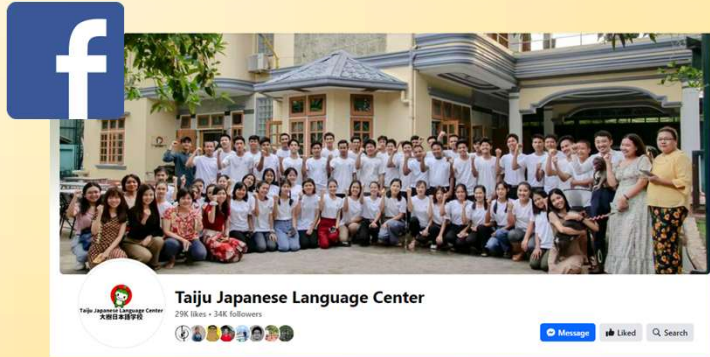 f
Taiju Japanese Language Center
大樹日本語学校
Taiju Japanese Language Center
29K likes • 34K followers
Message
Liked
Search